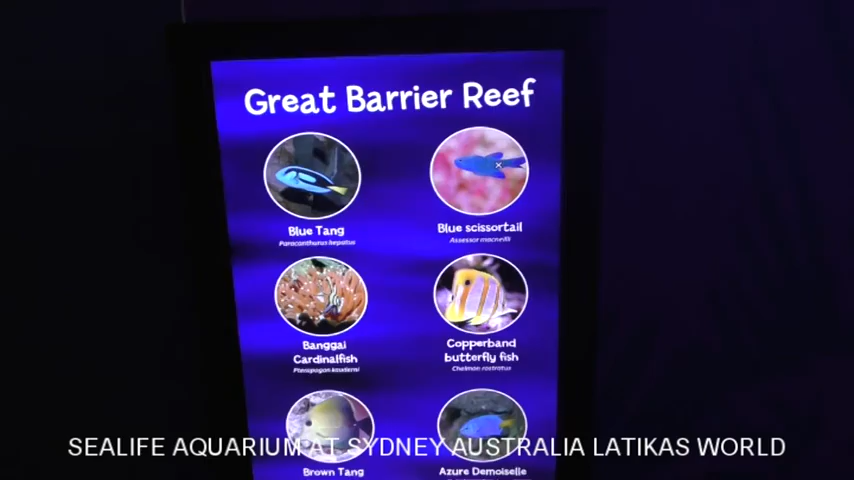 Great Barrier Reef
Blue Tang
Paracanthurus hepatus
Blue scissortail
Assessor macneilli
Banggai
Cardinalfish
Pterapogon kauderni
Copperband
butterfly fish
Chelmon rostratus
Brown Tang
Azure Demoiselle
SEALIFE AQUARIUM AT SYDNEY AUSTRALIA LATIKAS WORLD